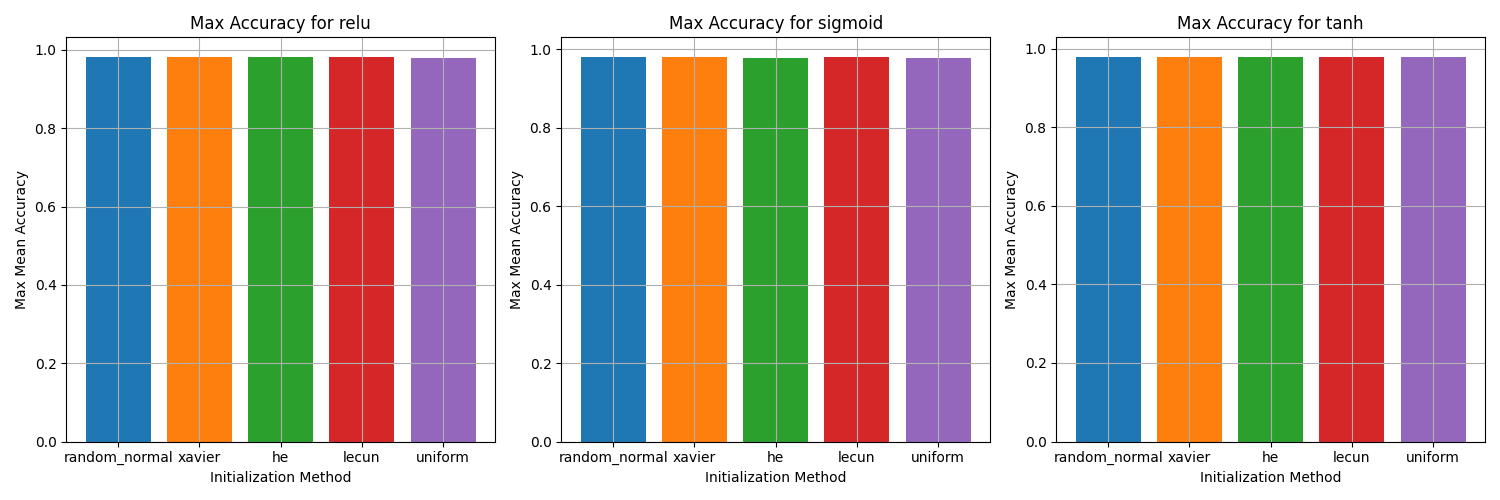 Max Accuracy for relu
Max Mean Accuracy
1.0
0.8
0.6
0.4
0.2
0.0
random_normal xavier he lecun uniform
Initialization Method
Max Accuracy for sigmoid
Max Mean Accuracy
1.0
0.8
0.6
0.4
0.2
0.0
random_normal xavier he lecun uniform
Initialization Method
Max Accuracy for tanh
Max Mean Accuracy
1.0
0.8
0.6
0.4
0.2
0.0
random_normal xavier he lecun uniform
Initialization Method